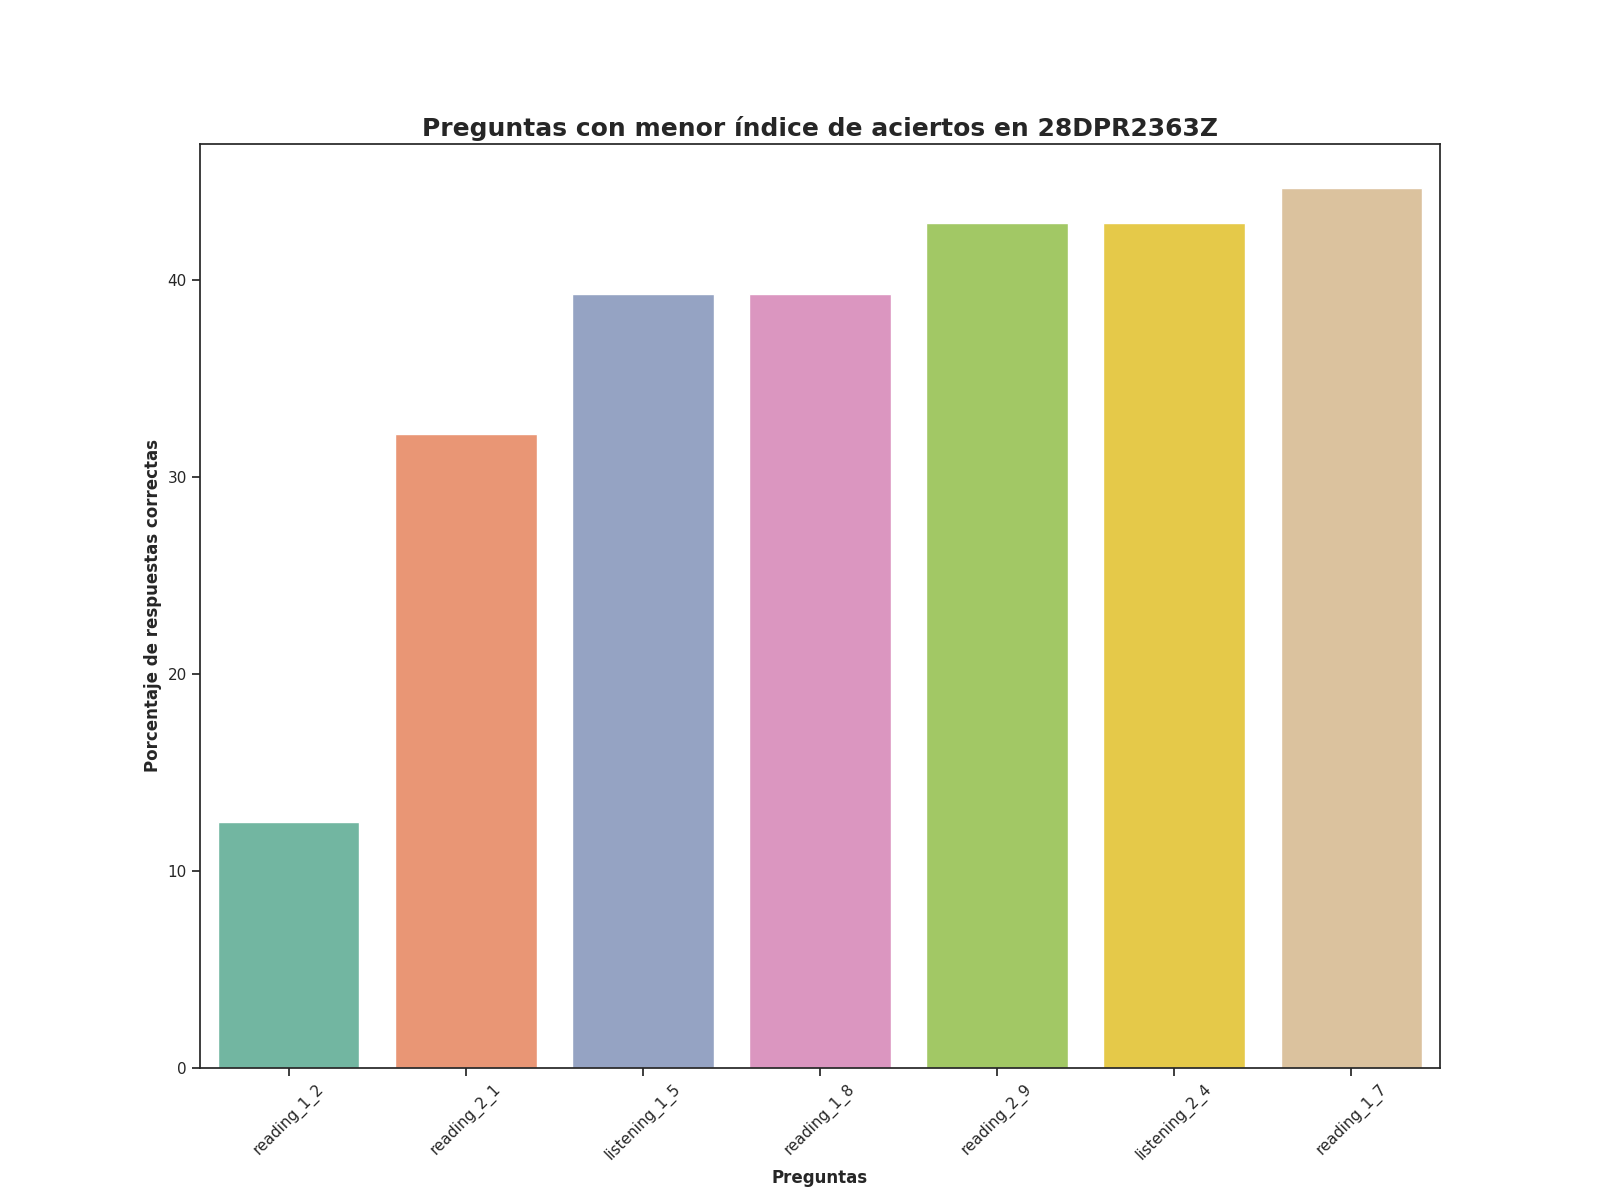 Preguntas con menor índice de aciertos en 28DPR2363Z
Porcentaje de respuestas correctas
40
30
20
10
0
reading_1_2
reading_2_1
listening_1_5
reading_1_8
reading_2_9
listening_2_4
reading_1_7
Preguntas